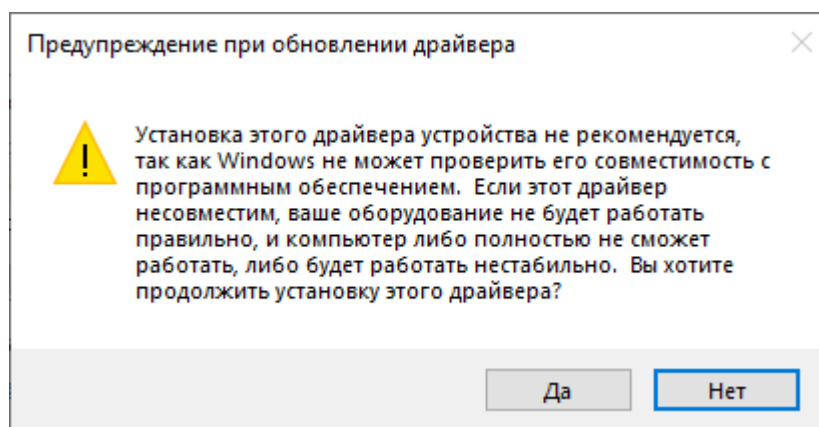 Предупреждение при обновлении драйвера
Установка этого драйвера устройства не рекомендуется,
так как Windows не может проверить его совместимость с
программным обеспечением. Если этот драйвер
несовместим, ваше оборудование не будет работать
правильно, и компьютер либо полностью не сможет
работать, либо будет работать нестабильно. Вы хотите
продолжить установку этого драйвера?
Да
Нет